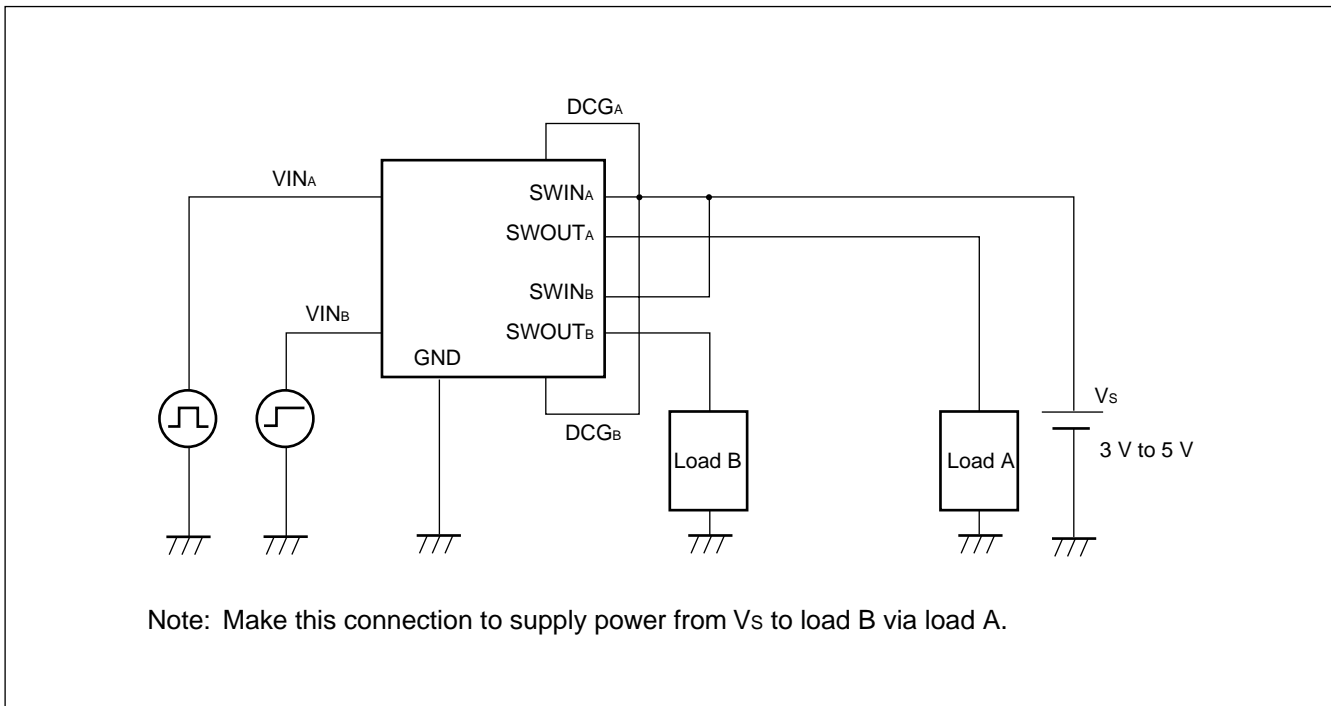 DCGA
VINA
SWINA
SWOUTA
SWINB
VINB
SWOUTB
GND
VS
DCGB
Load B
Load A
3 V to 5 V
Note: Make this connection to supply power from VS to load B via load A.